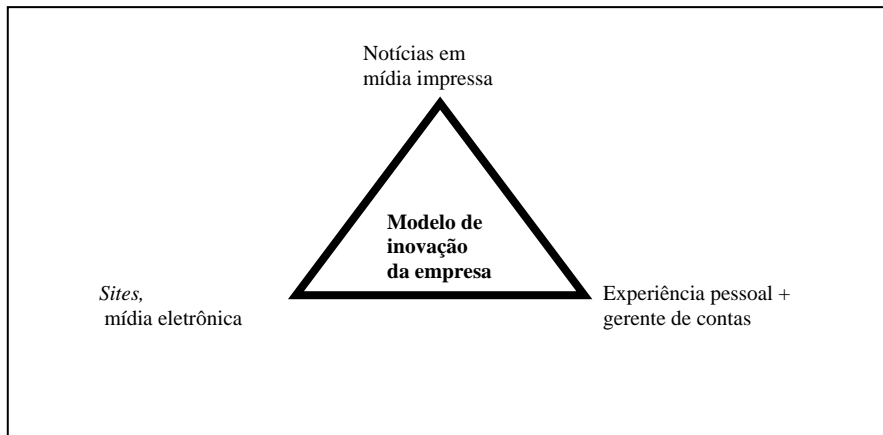 Notícias em
mídia impressa
Modelo de
inovação
da empresa
Sites,
mídia eletrônica
Experiência pessoal +
gerente de contas